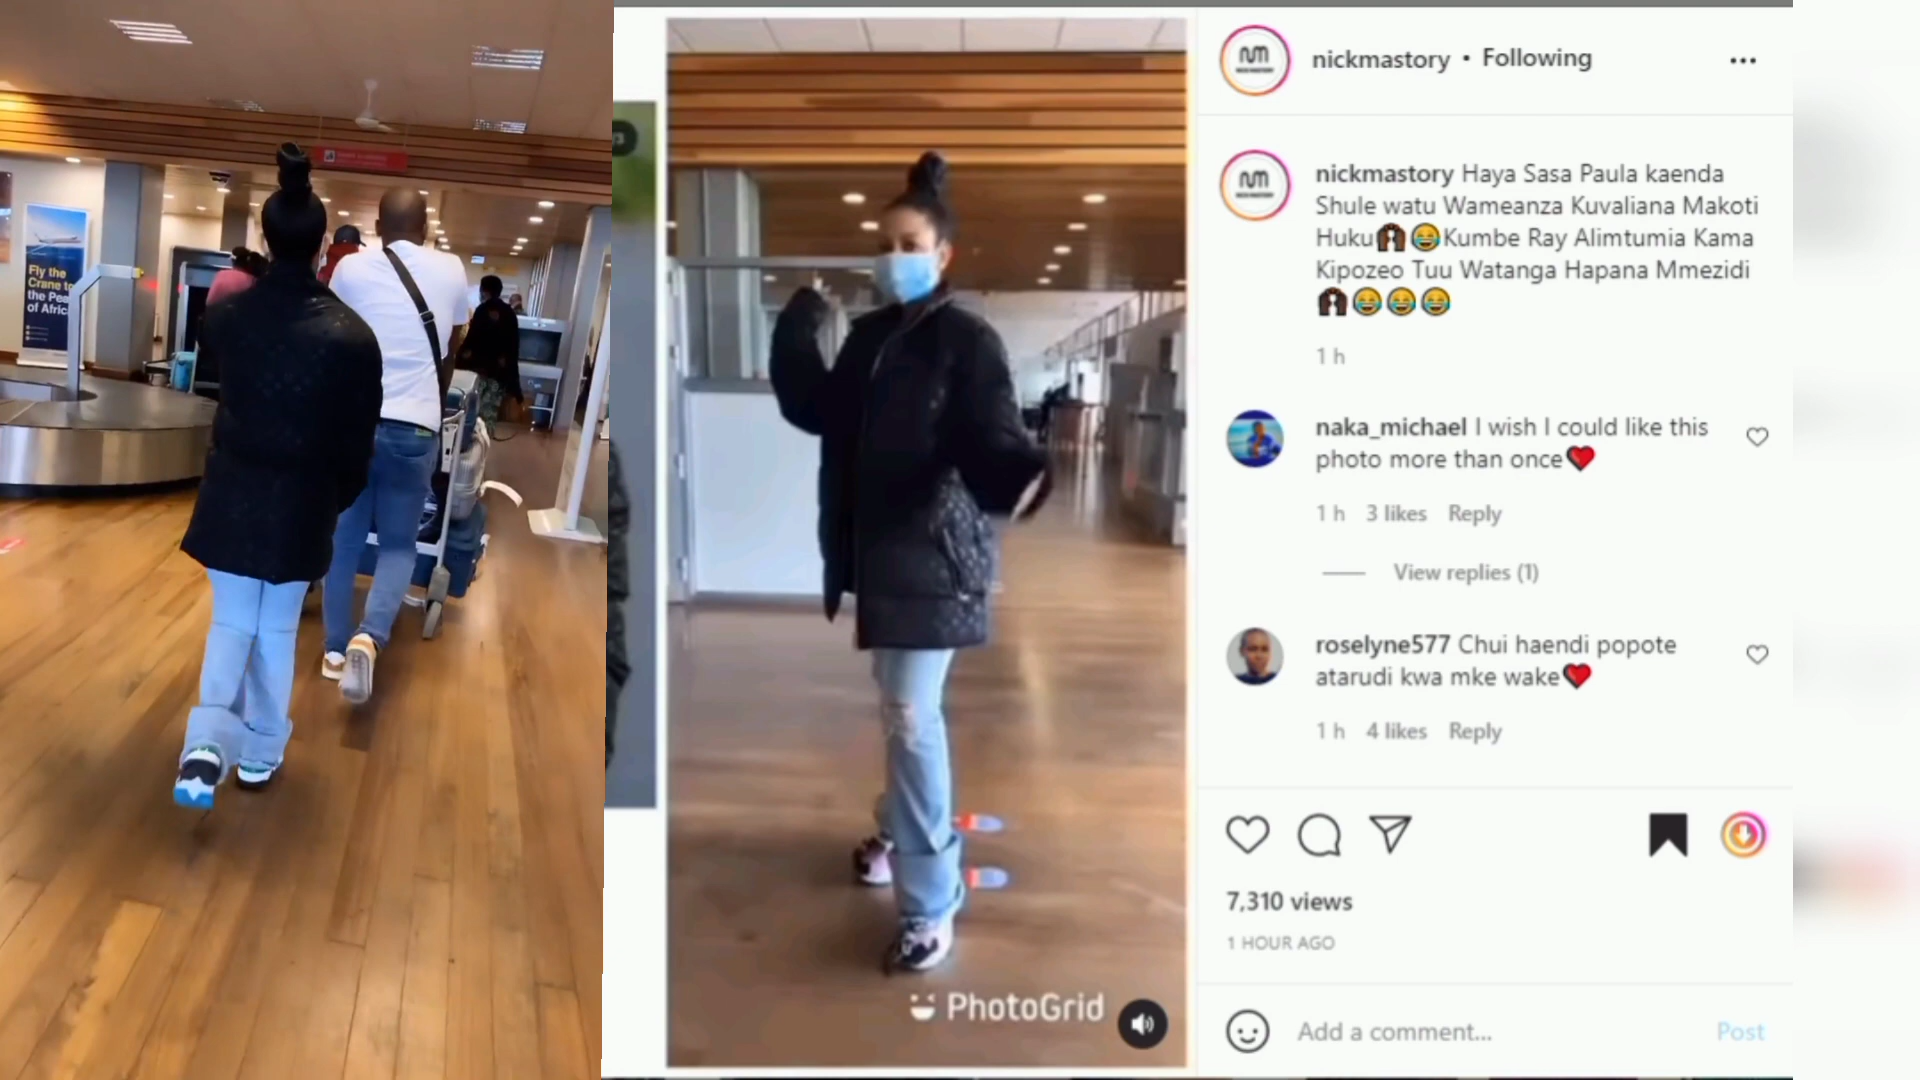 Fly the
Crane to
the Pea
of Afric
PhotoGrid
nickmastory • Following
nickmastory Haya Sasa Paula kaenda
Shule watu Wameanza Kuvaliana Makoti
Huku🙌😂Kumbe Ray Alimtumia Kama
Kipozeo Tuu Watanga Hapana Mmezidi
🙌😂😂😂
1 h
naka_michael I wish I could like this
photo more than once❤
1 h 3 likes Reply
View replies (1)
roselyne577 Chui haendi popote
atarudi kwa mke wake❤
1 h 4 likes Reply
7,310 views
1 HOUR AGO
Add a comment... Post